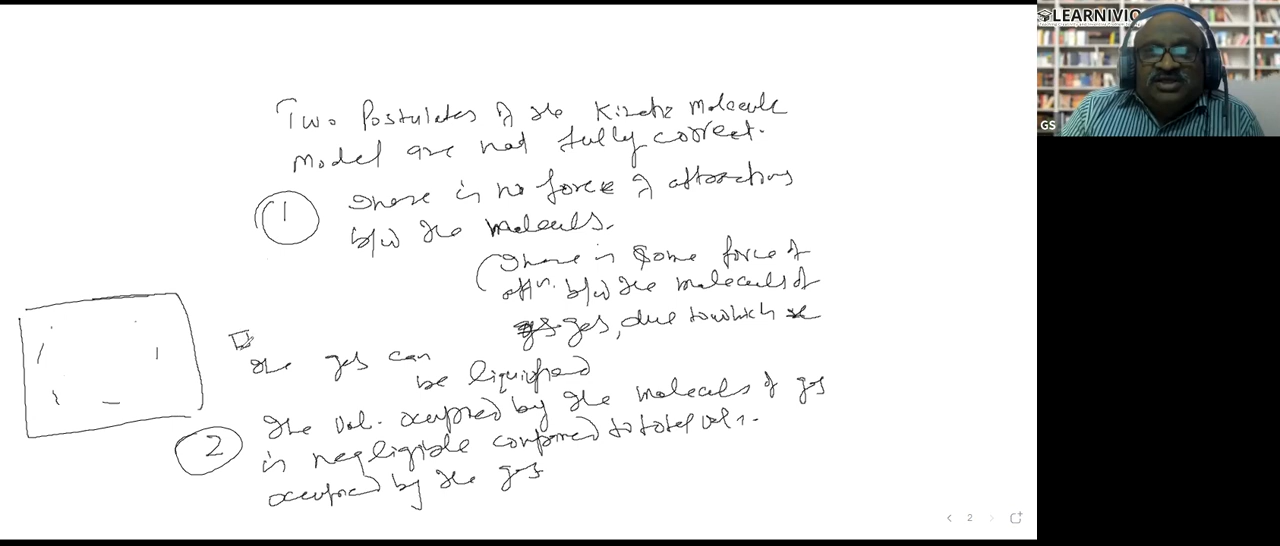 Two Postulates of the Kinetic Molecule
Model are not fully correct.
1 There is no force of attractions
b/w the molecules.
(There is some force of
attn. b/w the molecules of
gas, due to which
the gas can
be liquified
2 The vol. occupied by the molecules of gas
is negligible compared to total vol.
occupied by the gas
LEARNIVIO
GS
2